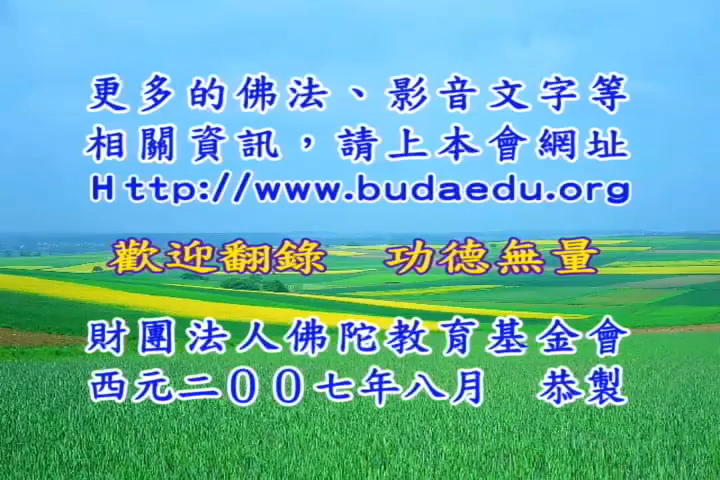 更多的佛法、影音文字等
相關資訊，請上本會網址
Http://www.budaedu.org
歡迎翻錄　功德無量
財團法人佛陀教育基金會
西元二００七年八月　恭製